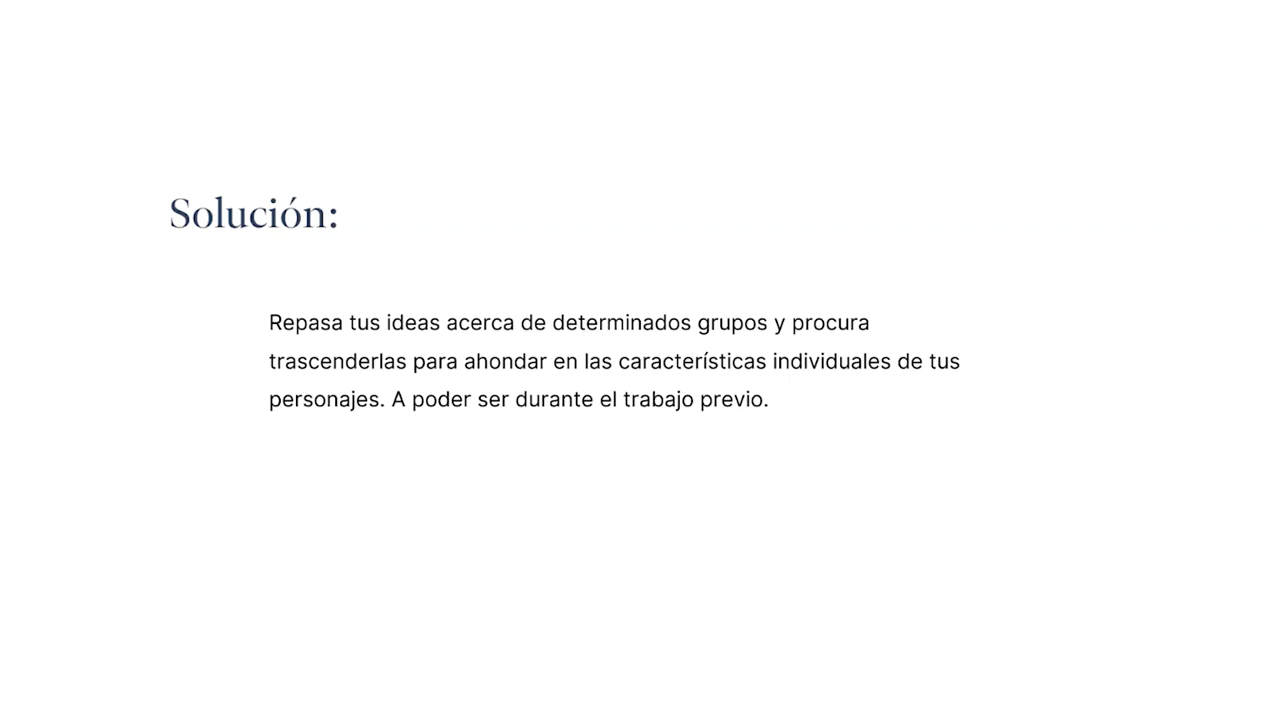 Solución:
Repasa tus ideas acerca de determinados grupos y procura
trascenderlas para ahondar en las características individuales de tus
personajes. A poder ser durante el trabajo previo.